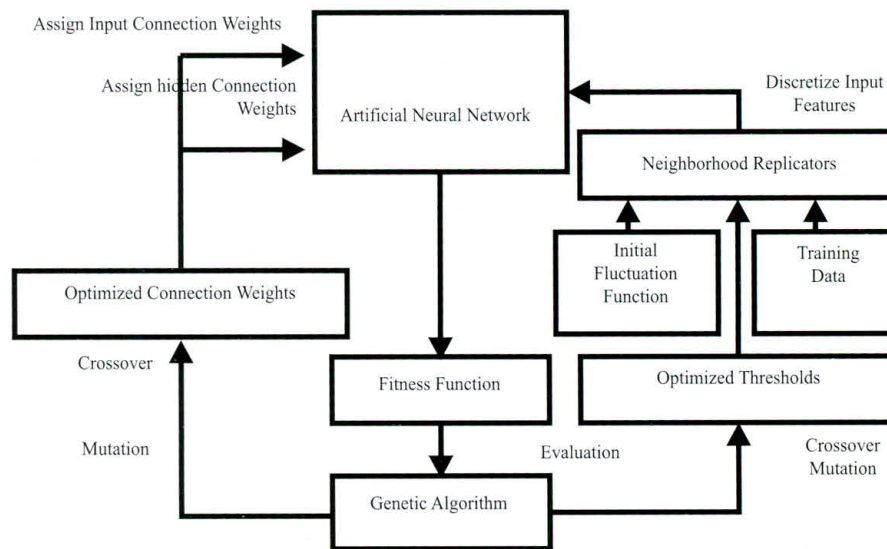 Assign Input Connection Weights
Assign hidden Connection
Weights
Artificial Neural Network
Discretize Input
Features
Neighborhood Replicators
Initial
Fluctuation
Function
Training
Data
Optimized Connection Weights
Crossover
Mutation
Fitness Function
Optimized Thresholds
Evaluation
Crossover
Mutation
Genetic Algorithm